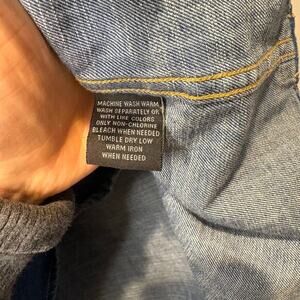 MACHINE WASH WARM
WASH SEPARATELY OR
WITH LIKE COLORS
ONLY NON-CHLORINE
BLEACH WHEN NEEDED
TUMBLE DRY LOW
WARM IRON
WHEN NEEDED